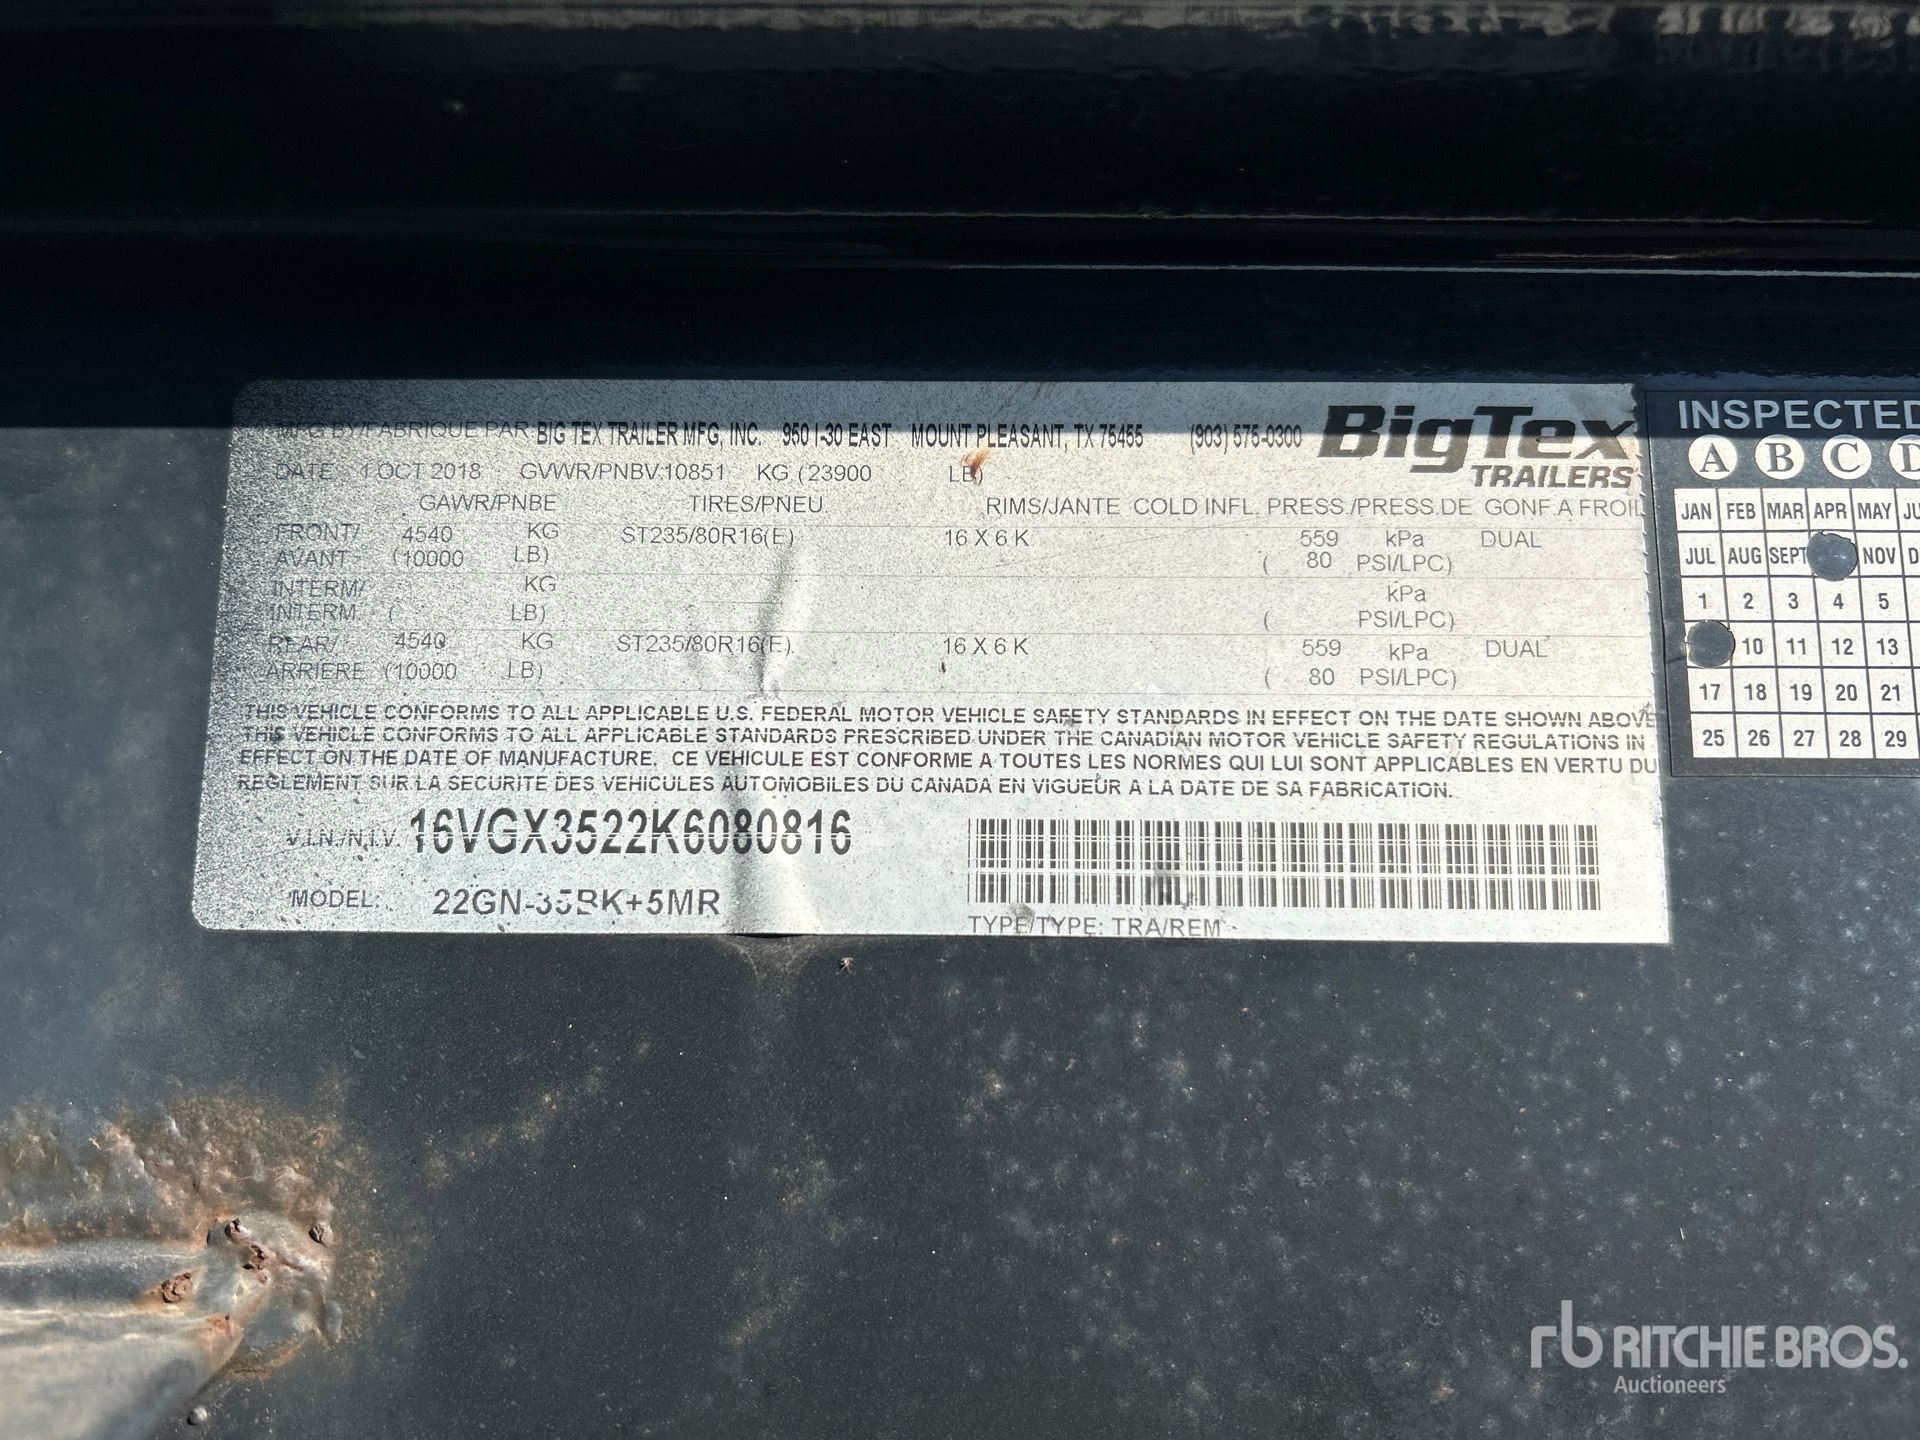 MFG BY/FABRIQUE PAR BIG TEX TRAILER MFG, INC. 950 I-30 EAST MOUNT PLEASANT, TX 75455 (903) 575-0300
BigTex
TRAILERS
DATE 1 OCT 2018 GVWR/PNBV 10851 KG (23900 LB)
GAWR/PNBE TIRES/PNEU RIMS/JANTE COLD INFL. PRESS./PRESS.DE GONF.A FROI
FRONT/ 4540 KG ST235/80R16(E) 16 X 6 K 559 kPa DUAL
AVANT (10000 LB) ( 80 PSI/LPC)
INTERM/ KG kPa
INTERM. ( LB) ( PSI/LPC)
REAR/ 4540 KG ST235/80R16(E) 16 X 6 K 559 kPa DUAL
ARRIERE (10000 LB) ( 80 PSI/LPC)
THIS VEHICLE CONFORMS TO ALL APPLICABLE U.S. FEDERAL MOTOR VEHICLE SAFETY STANDARDS IN EFFECT ON THE DATE SHOWN ABOVE
THIS VEHICLE CONFORMS TO ALL APPLICABLE STANDARDS PRESCRIBED UNDER THE CANADIAN MOTOR VEHICLE SAFETY REGULATIONS IN
EFFECT ON THE DATE OF MANUFACTURE. CE VEHICULE EST CONFORME A TOUTES LES NORMES QUI LUI SONT APPLICABLES EN VERTU DU
REGLEMENT SUR LA SECURITE DES VEHICULES AUTOMOBILES DU CANADA EN VIGUEUR A LA DATE DE SA FABRICATION.
V.I.N./N.I.V. 16VGX3522K6080816
MODEL: 22GN-35BK+5MR
TYPE/TYPE: TRA/REM
INSPECTED
A B C D
JAN FEB MAR APR MAY JU
JUL AUG SEPT NOV D
1 2 3 4 5
10 11 12 13
17 18 19 20 21
25 26 27 28 29
rb RITCHIE BROS.
Auctioneers